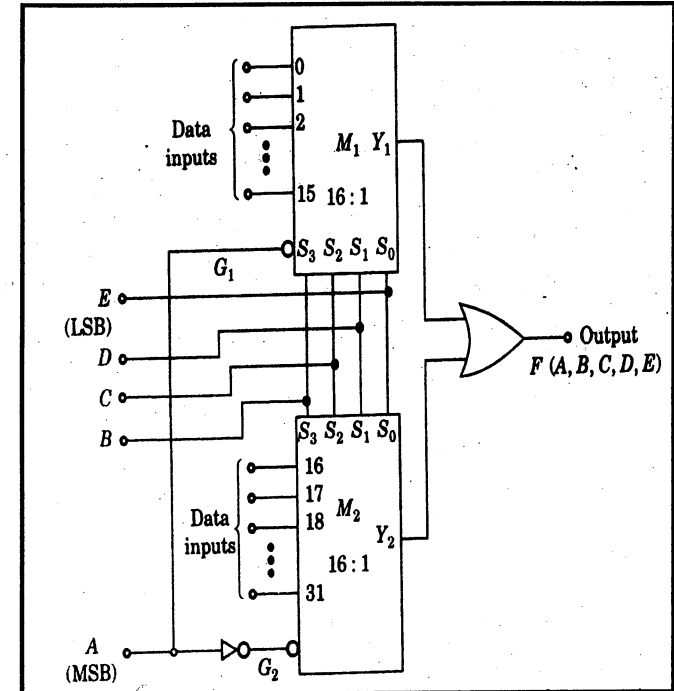 0
1
2
Data
inputs
M₁ Y₁
15 16 : 1
S₃ S₂ S₁ S₀
G₁
E
(LSB)
Output
F (A, B, C, D, E)
D
C
B
S₃ S₂ S₁ S₀
16
17
18
Data
inputs
M₂
Y₂
16 : 1
31
A
(MSB)
G₂